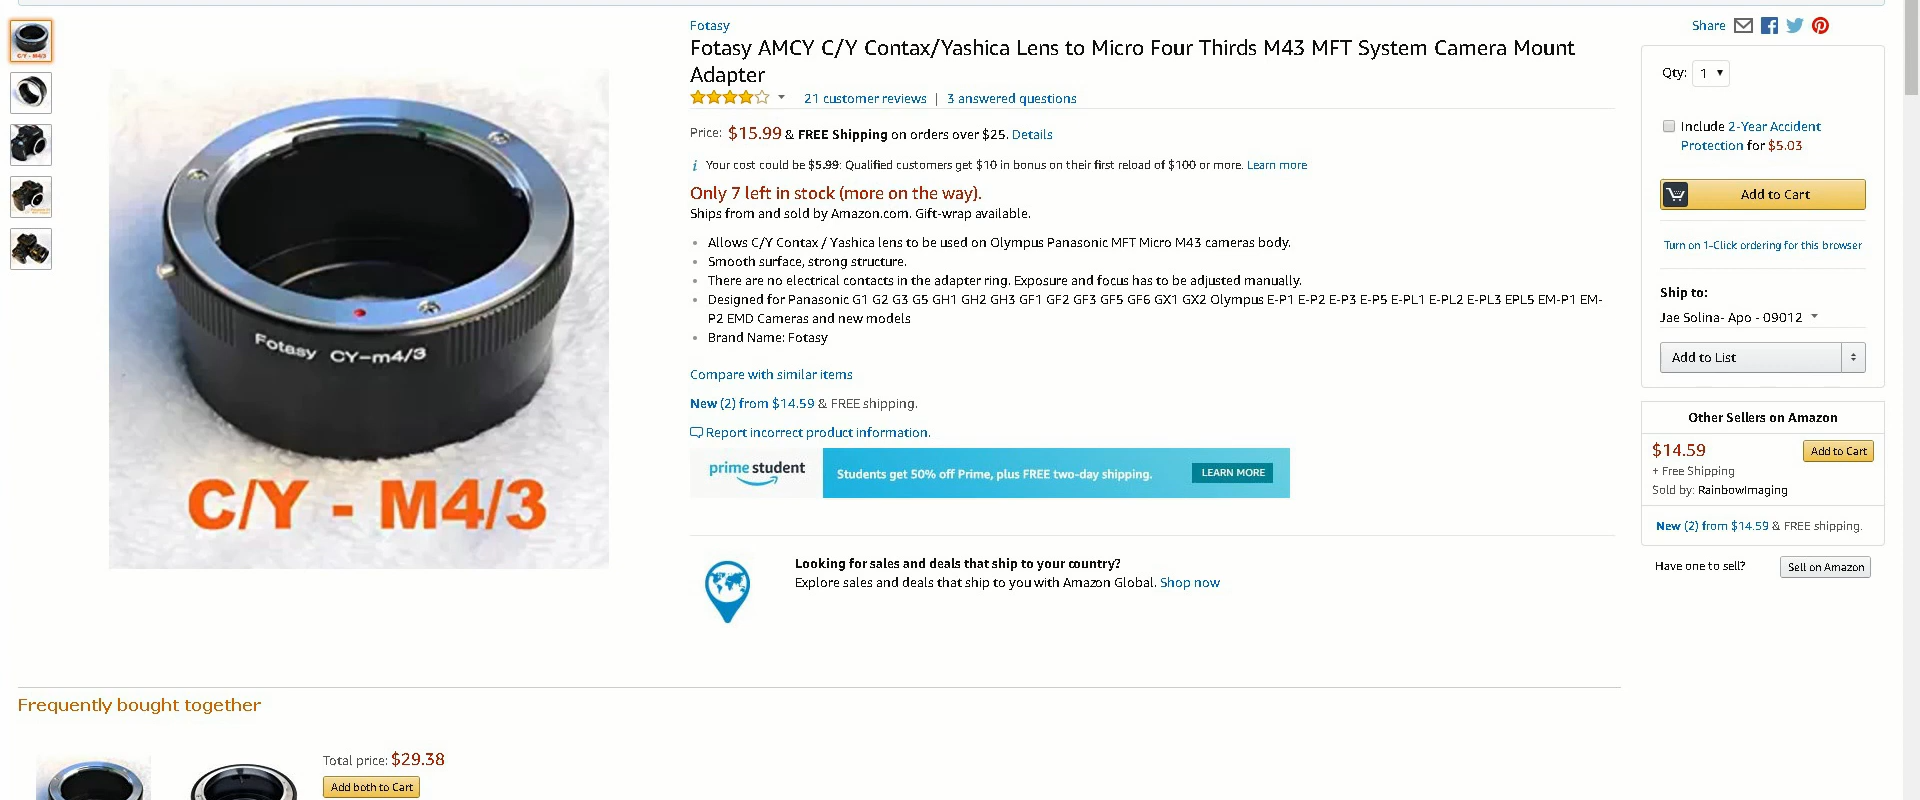 Fotasy
Fotasy AMCY C/Y Contax/Yashica Lens to Micro Four Thirds M43 MFT System Camera Mount
Adapter
21 customer reviews | 3 answered questions
Price: $15.99 & FREE Shipping on orders over $25. Details
Your cost could be $5.99: Qualified customers get $10 in bonus on their first reload of $100 or more. Learn more
Only 7 left in stock (more on the way).
Ships from and sold by Amazon.com. Gift-wrap available.
• Allows C/Y Contax / Yashica lens to be used on Olympus Panasonic MFT Micro M43 cameras body.
• Smooth surface, strong structure.
• There are no electrical contacts in the adapter ring. Exposure and focus has to be adjusted manually.
• Designed for Panasonic G1 G2 G3 G5 GH1 GH2 GH3 GF1 GF2 GF3 GF5 GF6 GX1 GX2 Olympus E-P1 E-P2 E-P3 E-P5 E-PL1 E-PL2 E-PL3 EPL5 EM-P1 EM-
P2 EMD Cameras and new models
• Brand Name: Fotasy
Compare with similar items
New (2) from $14.59 & FREE shipping.
Report incorrect product information.
prime student
Students get 50% off Prime, plus FREE two-day shipping.
LEARN MORE
Looking for sales and deals that ship to your country?
Explore sales and deals that ship to you with Amazon Global. Shop now
Fotasy CY-m4/3
C/Y - M4/3
C/Y - M4/3
Share
Qty: 1
Include 2-Year Accident
Protection for $5.03
Add to Cart
Turn on 1-Click ordering for this browser
Ship to:
Jae Solina- Apo - 09012
Add to List
Other Sellers on Amazon
$14.59
Add to Cart
+ Free Shipping
Sold by: RainbowImaging
New (2) from $14.59 & FREE shipping.
Have one to sell?
Sell on Amazon
Frequently bought together
Total price: $29.38
Add both to Cart